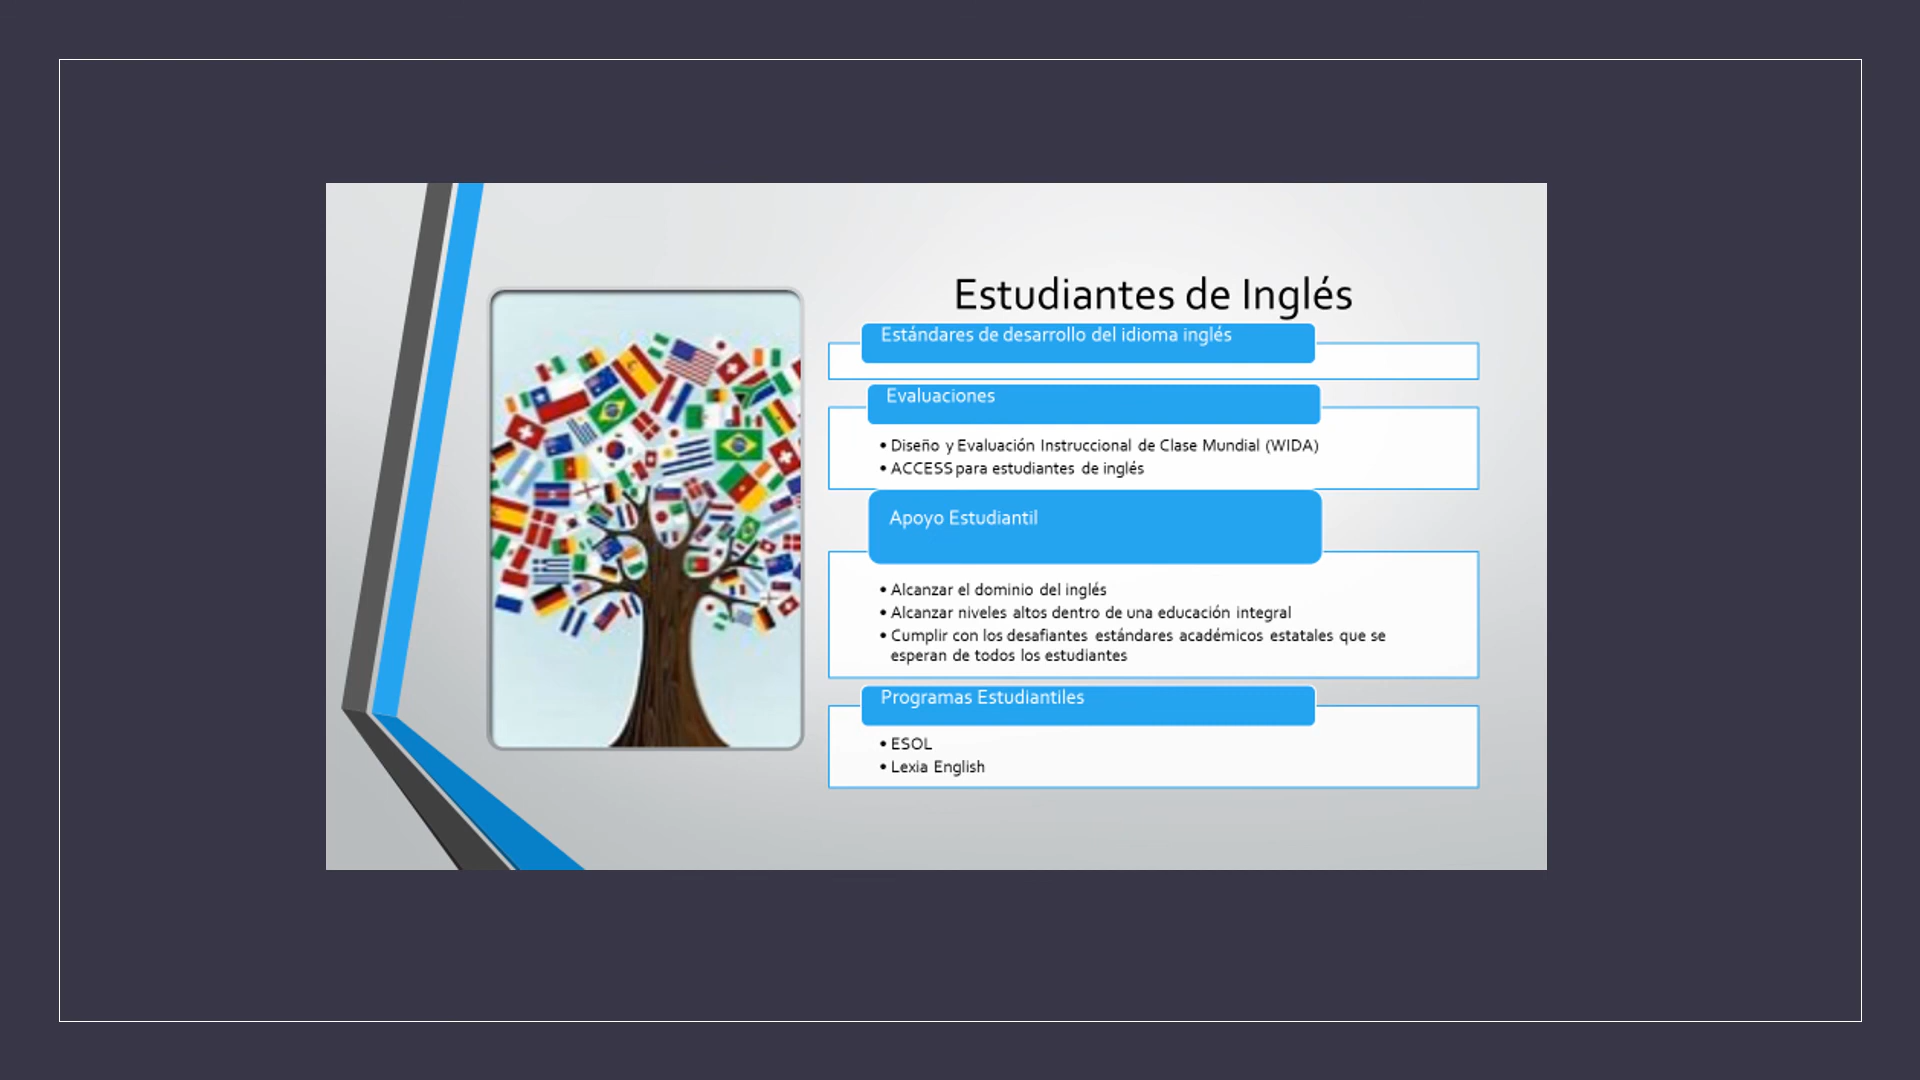 Estudiantes de Inglés
Estándares de desarrollo del idioma inglés
Evaluaciones
• Diseño y Evaluación Instruccional de Clase Mundial (WIDA)
• ACCESS para estudiantes de inglés
Apoyo Estudiantil
• Alcanzar el dominio del inglés
• Alcanzar niveles altos dentro de una educación integral
• Cumplir con los desafiantes estándares académicos estatales que se
esperan de todos los estudiantes
Programas Estudiantiles
• ESOL
• Lexia English